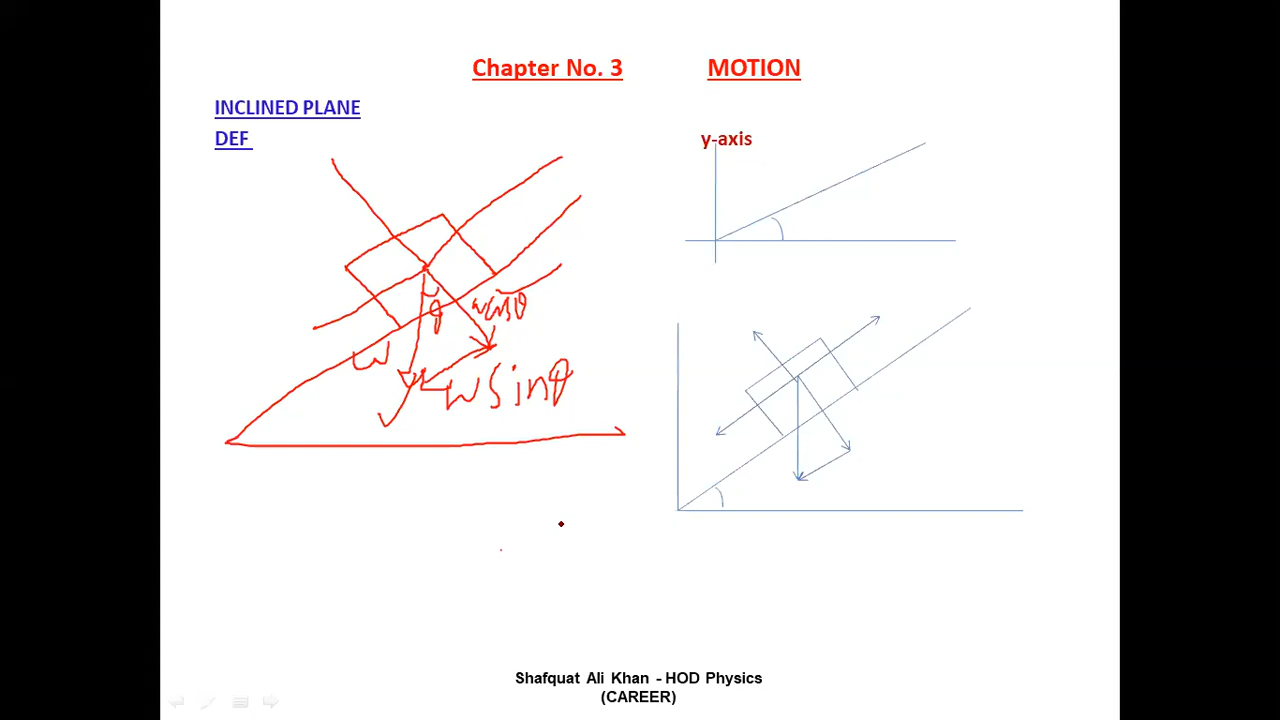 Chapter No. 3 MOTION
INCLINED PLANE
DEF
y-axis
θ
wcosθ
w
wsinθ
Shafquat Ali Khan - HOD Physics
(CAREER)